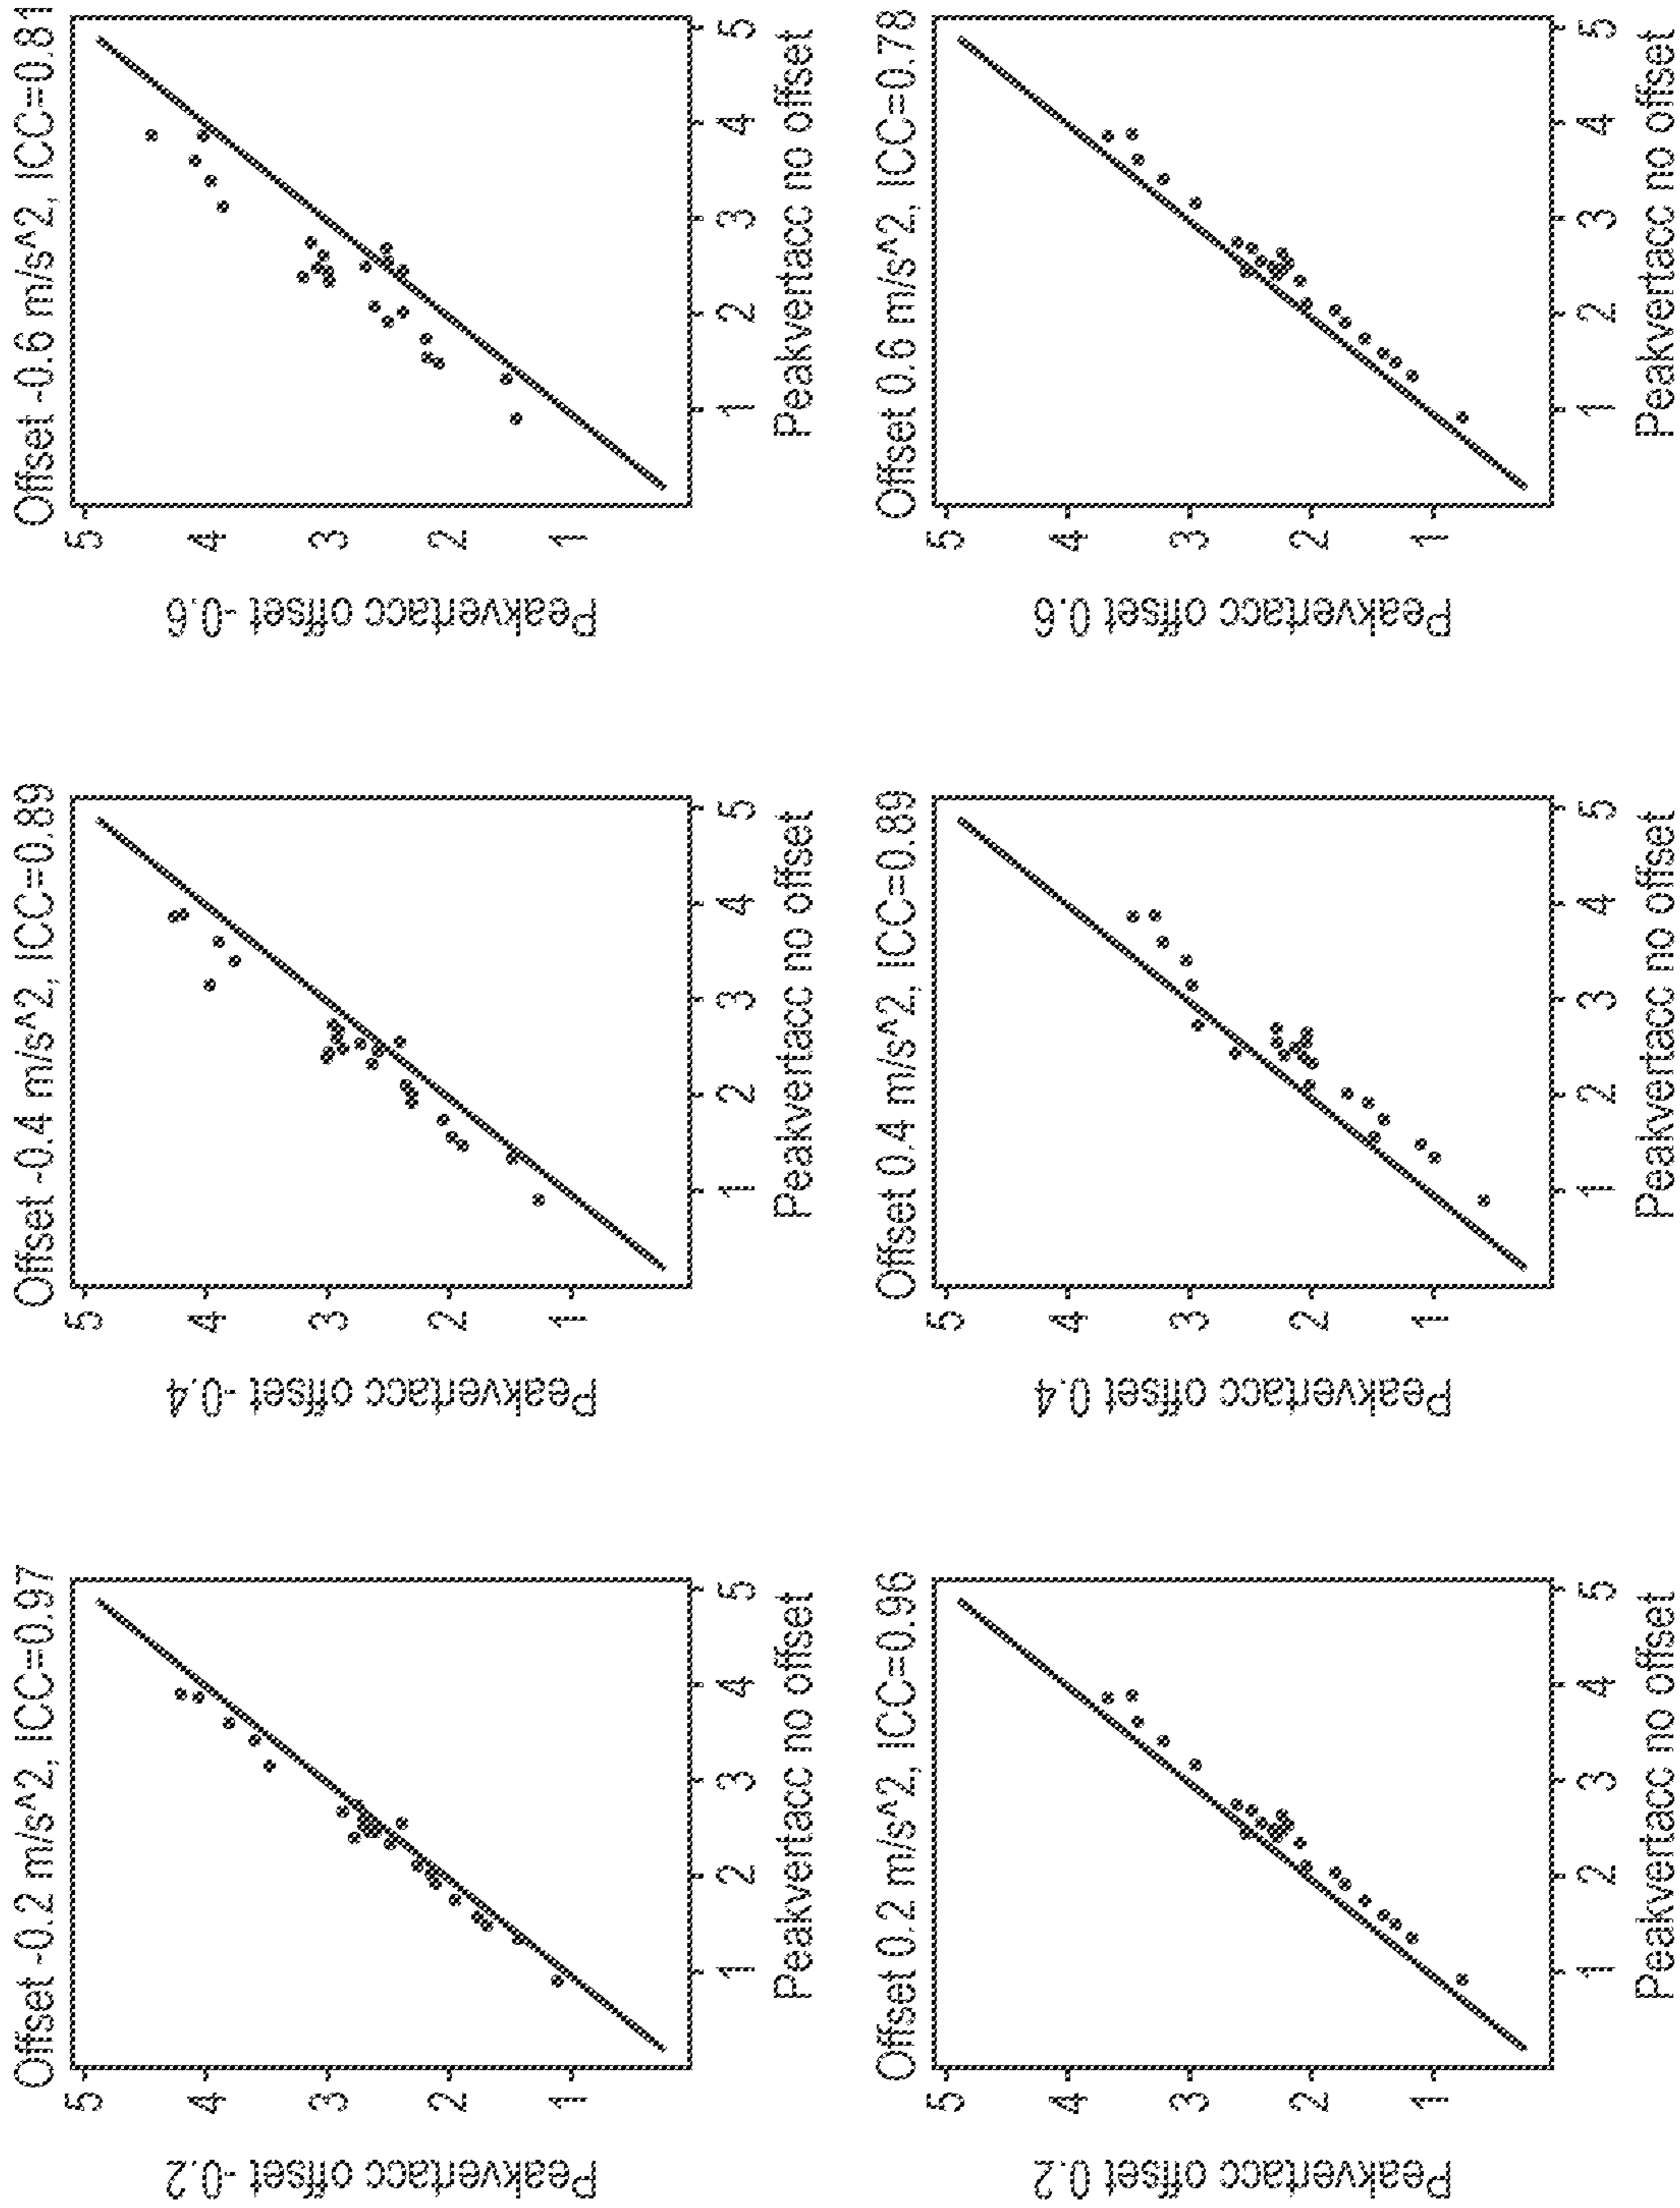 Offset -0.2 m/s^2, ICC=0.97
Peakvertacc offset -0.2
5
4
3
2
1
1 2 3 4 5
Peakvertacc no offset
Offset -0.4 m/s^2, ICC=0.89
Peakvertacc offset -0.4
5
4
3
2
1
1 2 3 4 5
Peakvertacc no offset
Offset -0.6 m/s^2, ICC=0.81
Peakvertacc offset -0.6
5
4
3
2
1
1 2 3 4 5
Peakvertacc no offset
Offset 0.2 m/s^2, ICC=0.96
Peakvertacc offset 0.2
5
4
3
2
1
1 2 3 4 5
Peakvertacc no offset
Offset 0.4 m/s^2, ICC=0.89
Peakvertacc offset 0.4
5
4
3
2
1
1 2 3 4 5
Peakvertacc no offset
Offset 0.6 m/s^2, ICC=0.78
Peakvertacc offset 0.6
5
4
3
2
1
1 2 3 4 5
Peakvertacc no offset